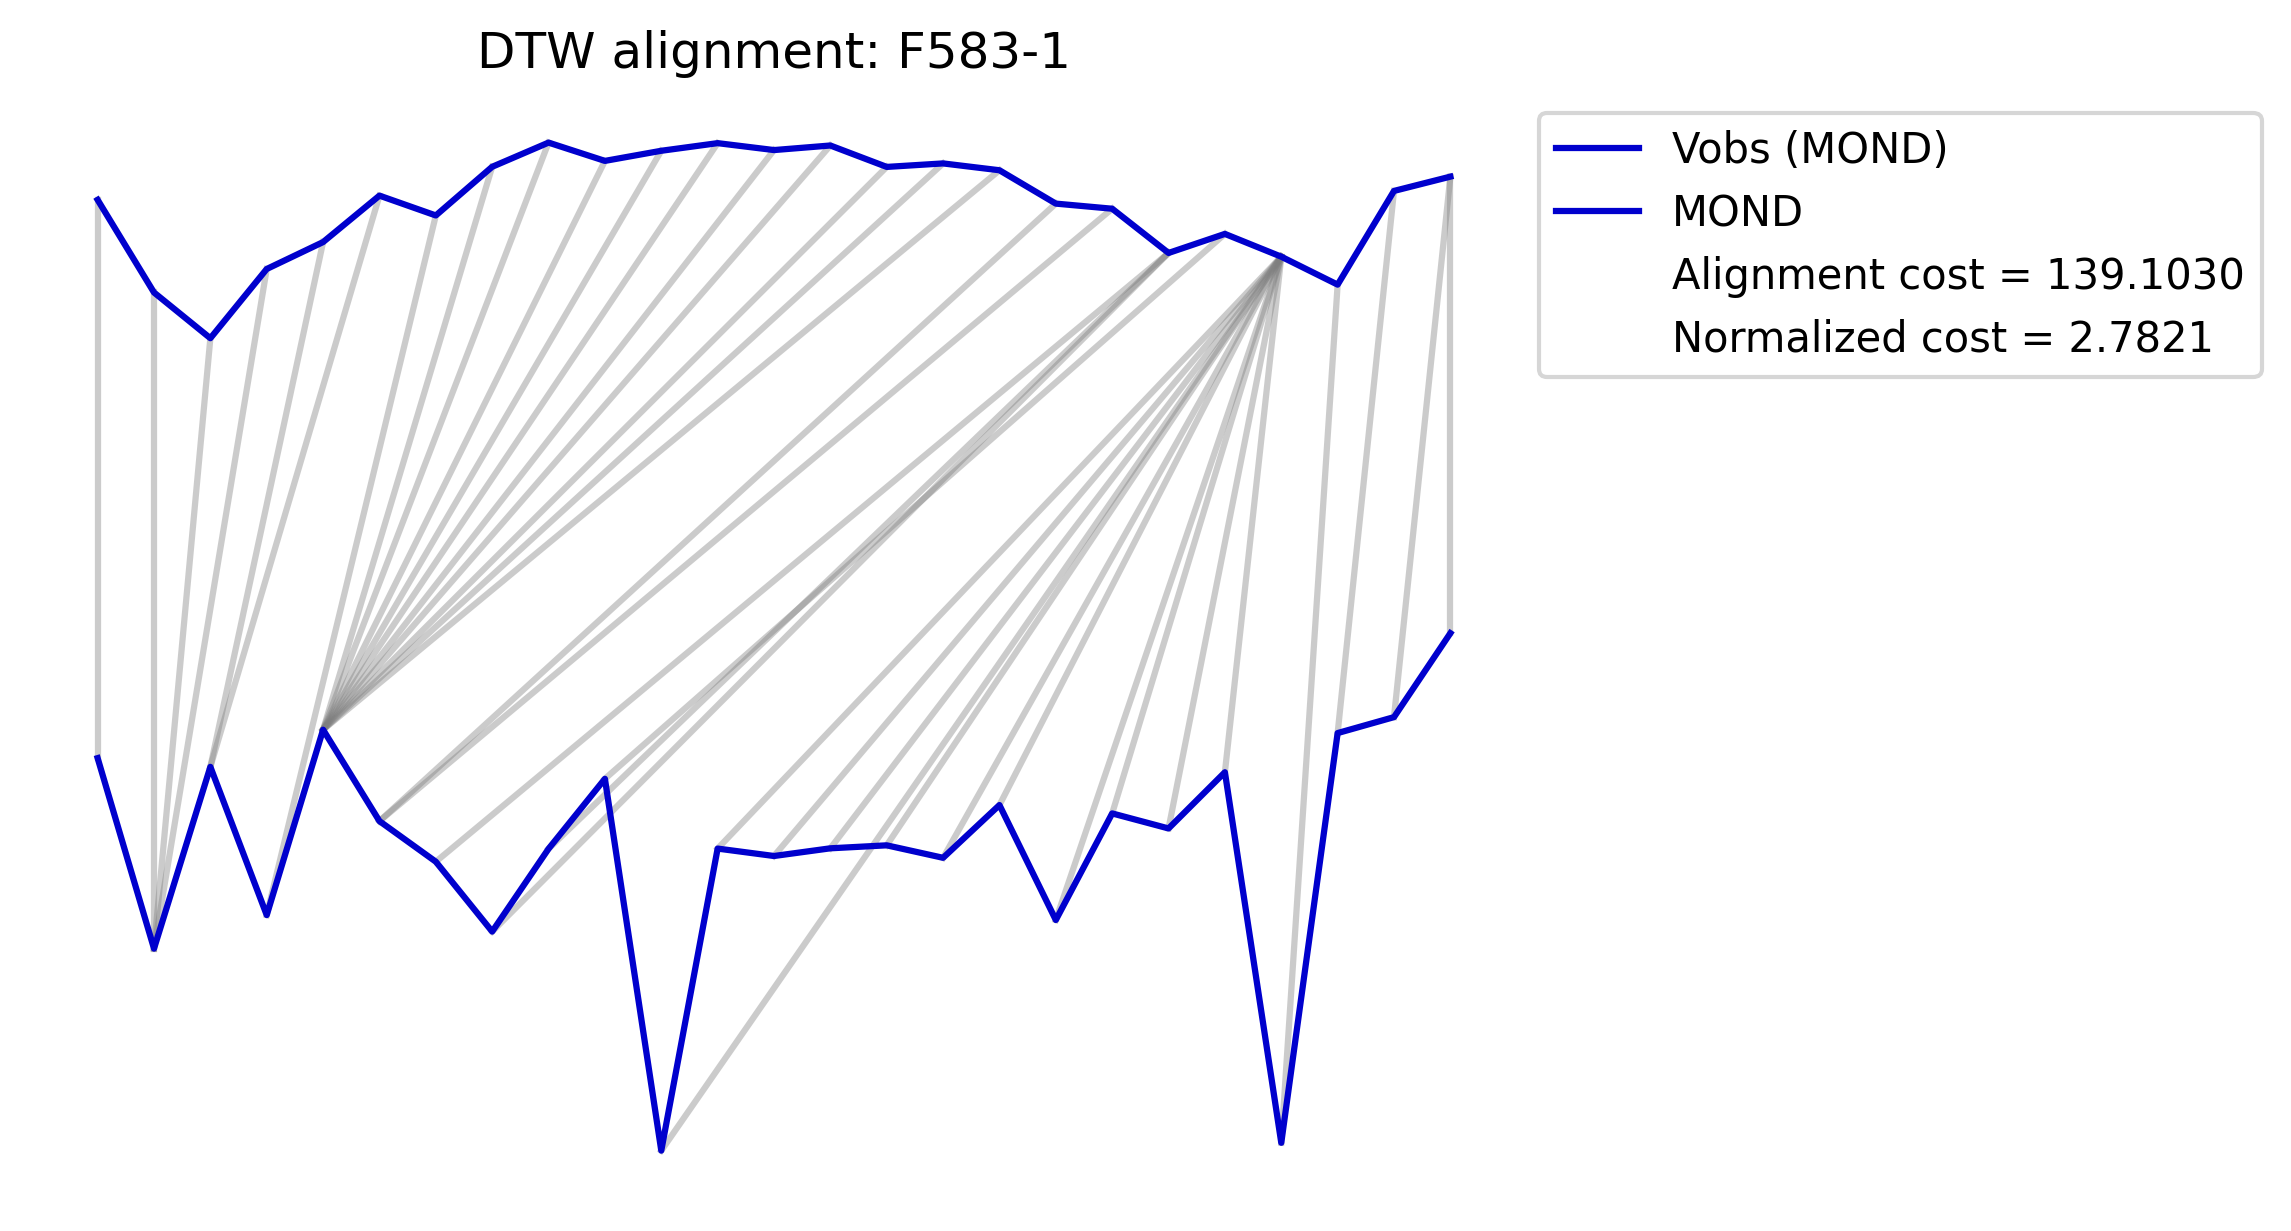 DTW alignment: F583-1
Vobs (MOND)
MOND
Alignment cost = 139.1030
Normalized cost = 2.7821